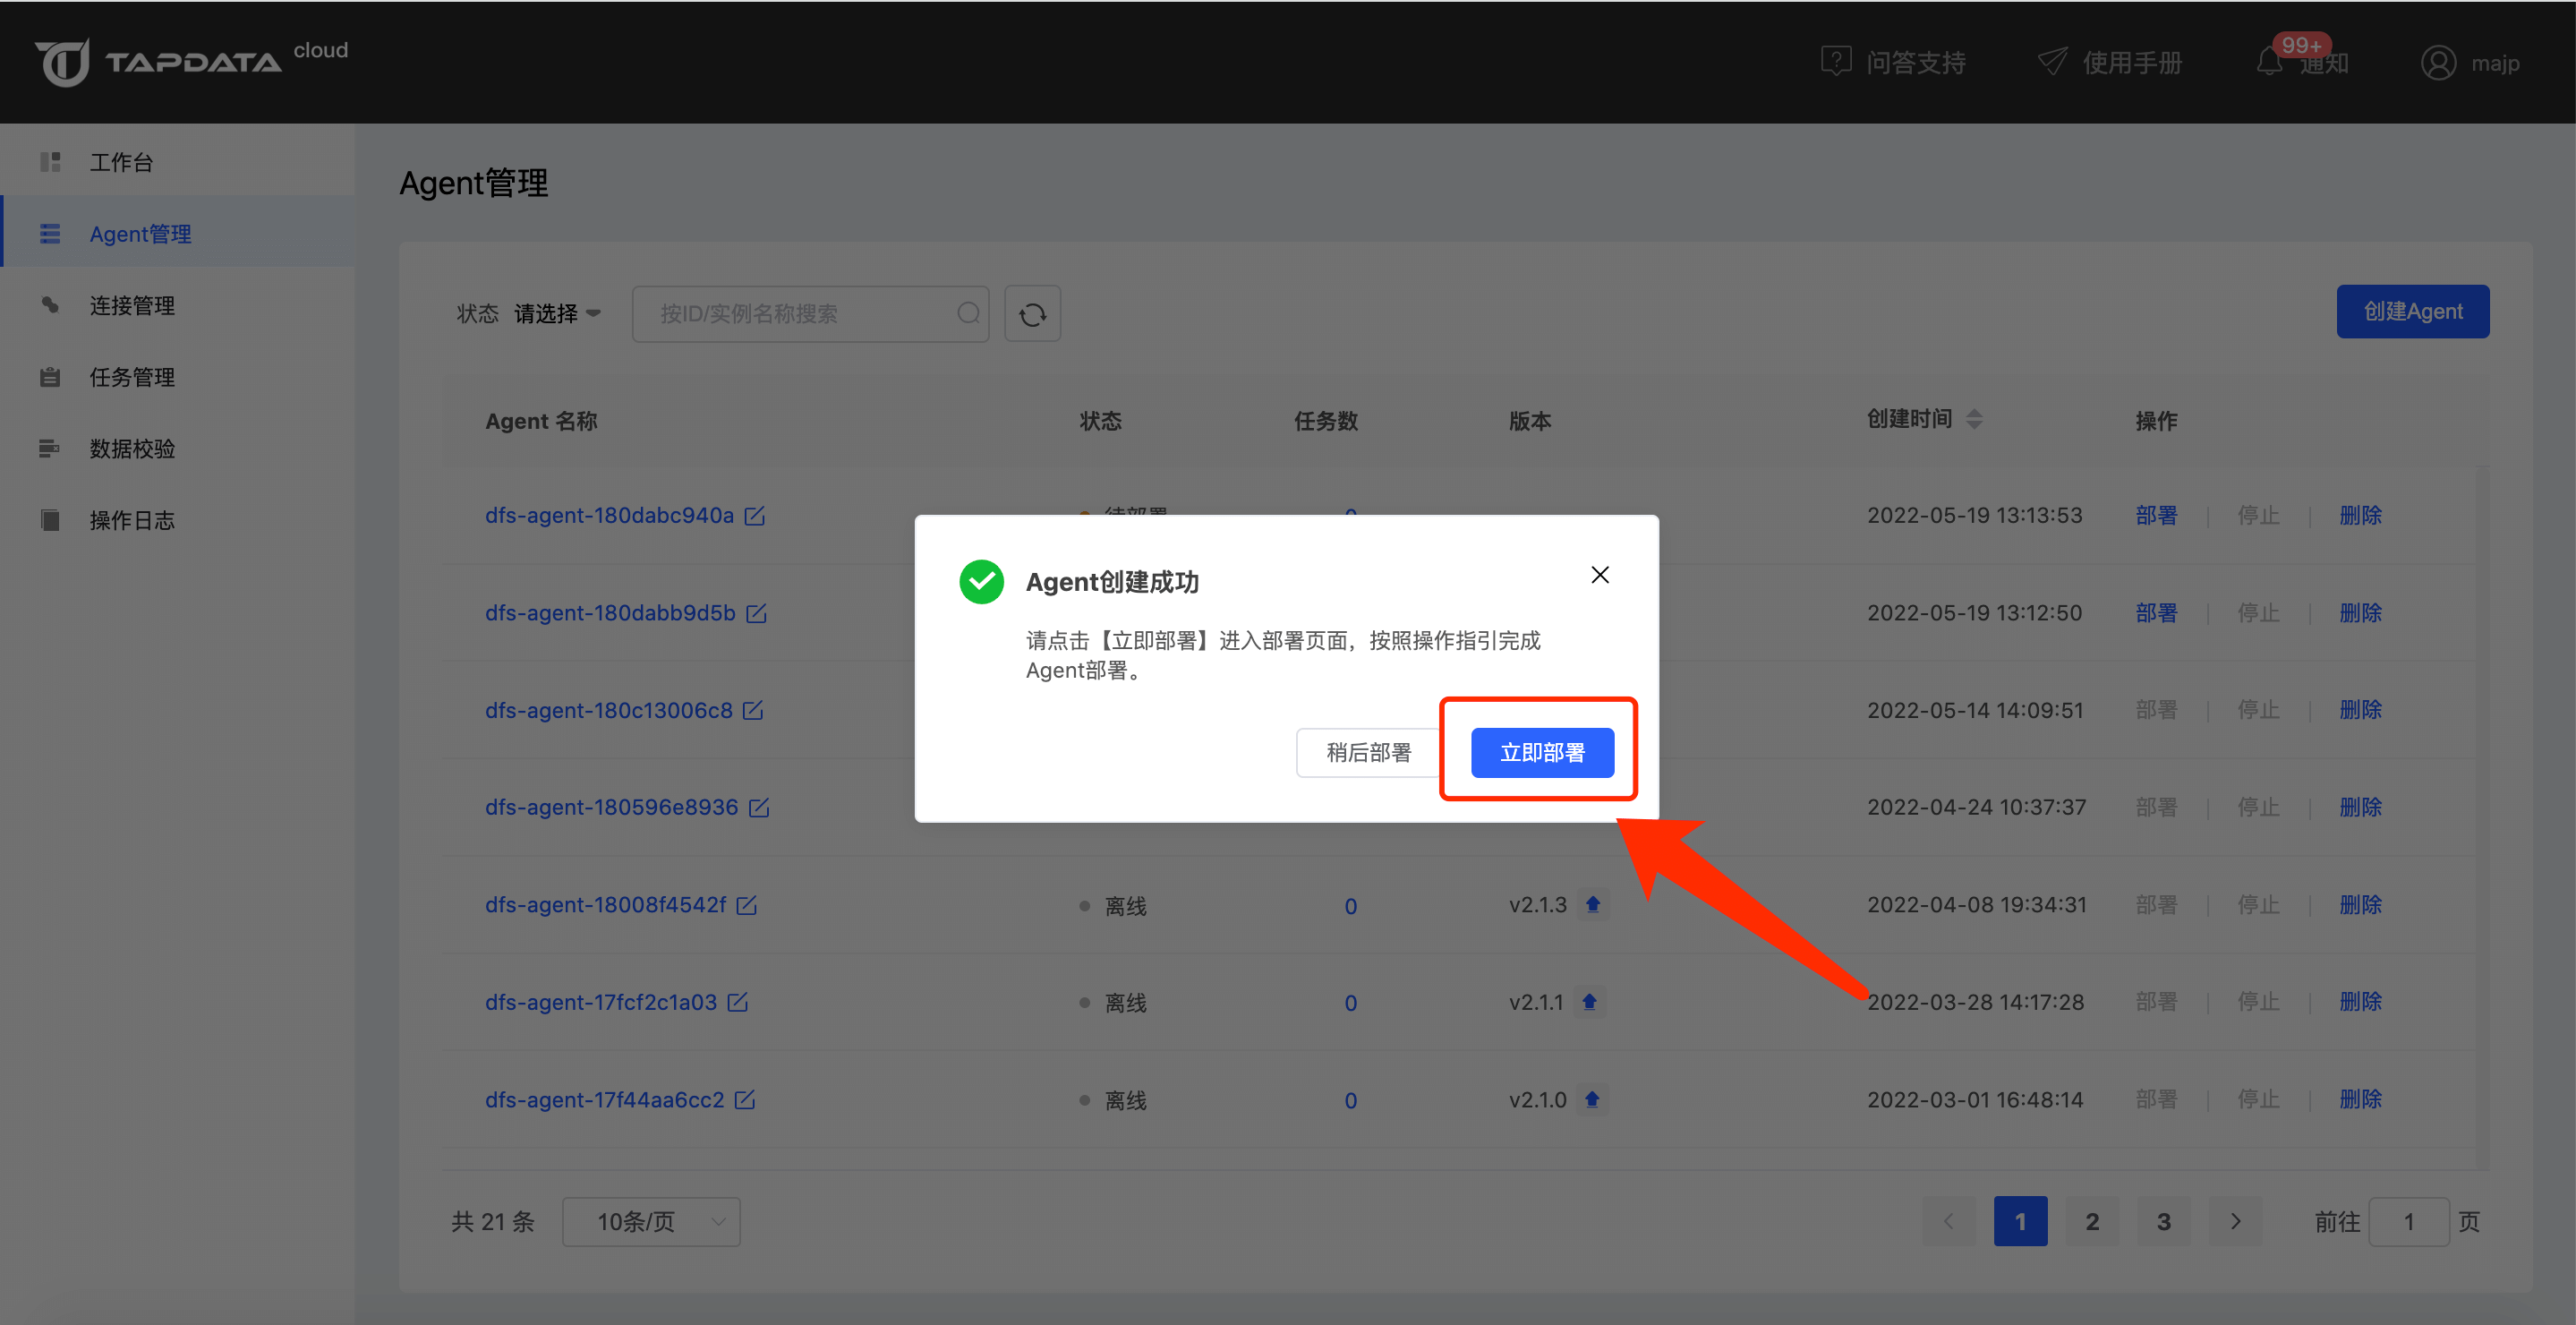 TAPDATA cloud
问答支持
使用手册
99+
通知
majp
工作台
Agent管理
连接管理
任务管理
数据校验
操作日志
Agent管理
状态 请选择
按ID/实例名称搜索
创建Agent
Agent 名称 状态 任务数 版本 创建时间 操作
dfs-agent-180dabc940a 待部署 0 2022-05-19 13:13:53 部署 停止 删除
dfs-agent-180dabb9d5b 2022-05-19 13:12:50 部署 停止 删除
dfs-agent-180c13006c8 2022-05-14 14:09:51 部署 停止 删除
dfs-agent-180596e8936 2022-04-24 10:37:37 部署 停止 删除
dfs-agent-18008f4542f 离线 0 v2.1.3 2022-04-08 19:34:31 部署 停止 删除
dfs-agent-17fcf2c1a03 离线 0 v2.1.1 2022-03-28 14:17:28 部署 停止 删除
dfs-agent-17f44aa6cc2 离线 0 v2.1.0 2022-03-01 16:48:14 部署 停止 删除
Agent创建成功
请点击【立即部署】进入部署页面，按照操作指引完成
Agent部署。
稍后部署
立即部署
共 21 条 10条/页 1 2 3 前往 1 页